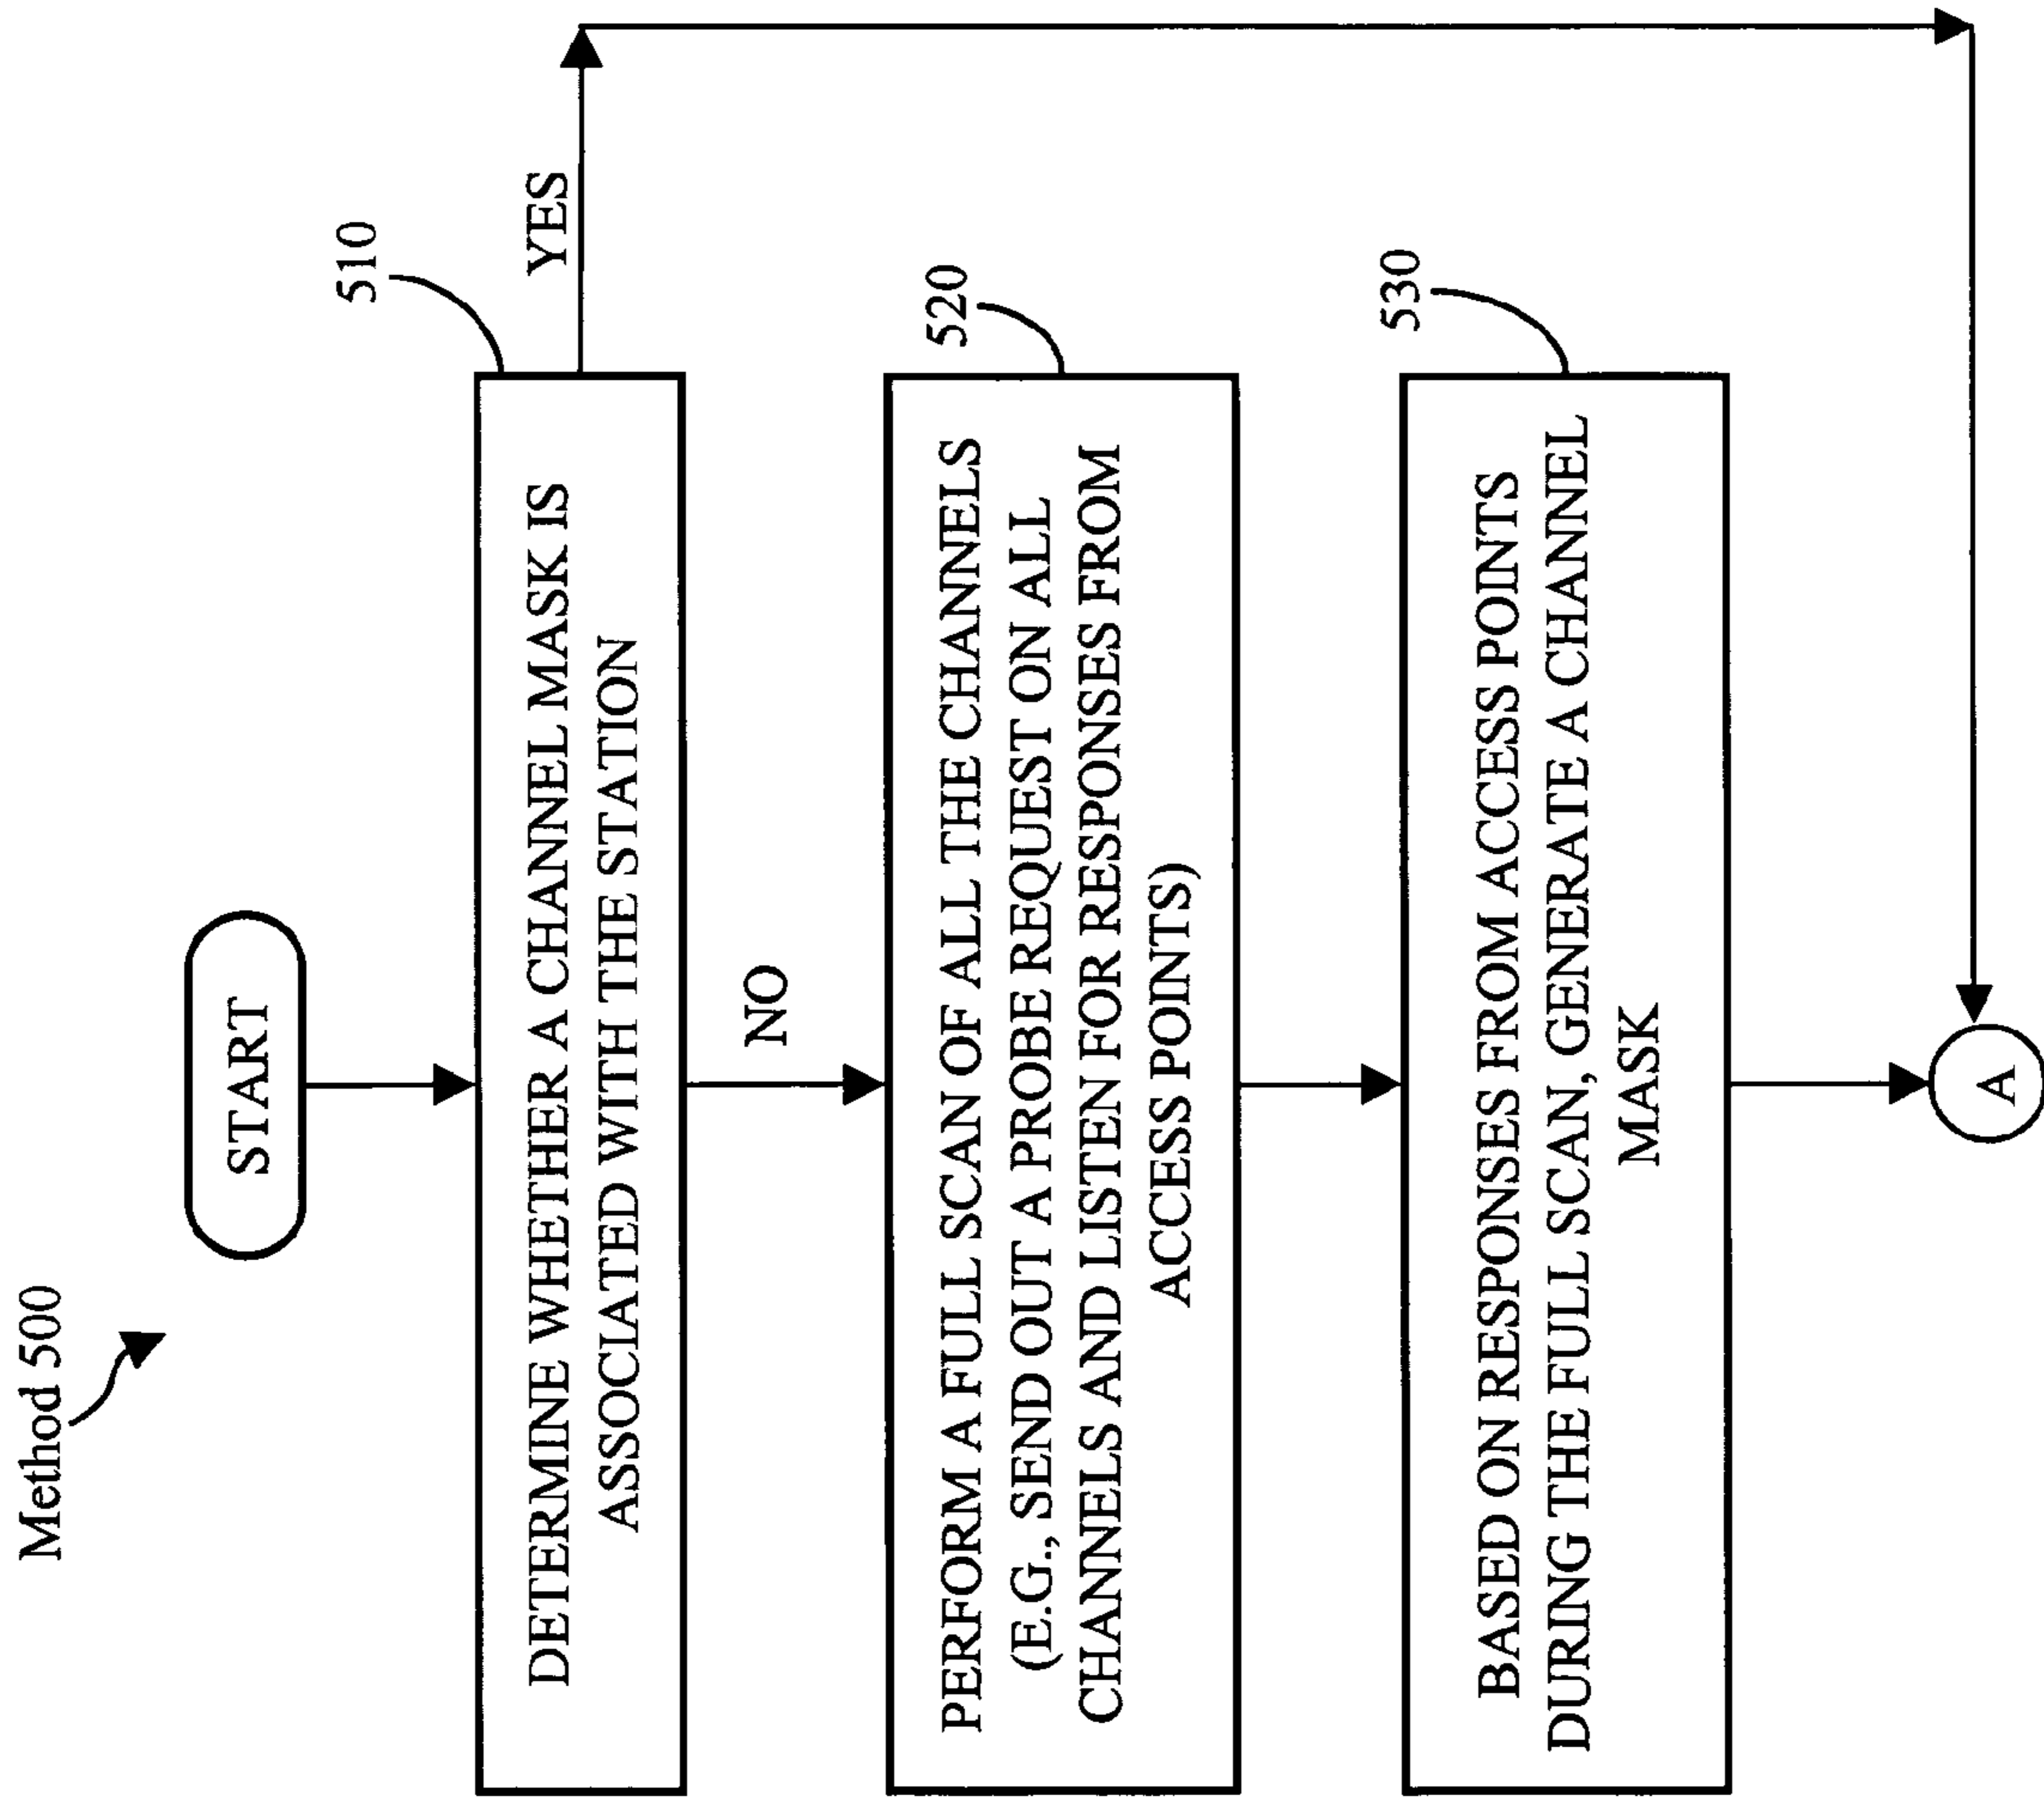 Method 500
START
510
DETERMINE WHETHER A CHANNEL MASK IS
ASSOCIATED WITH THE STATION
YES
NO
520
PERFORM A FULL SCAN OF ALL THE CHANNELS
(E.G., SEND OUT A PROBE REQUEST ON ALL
CHANNELS AND LISTEN FOR RESPONSES FROM
ACCESS POINTS)
530
BASED ON RESPONSES FROM ACCESS POINTS
DURING THE FULL SCAN, GENERATE A CHANNEL
MASK
A